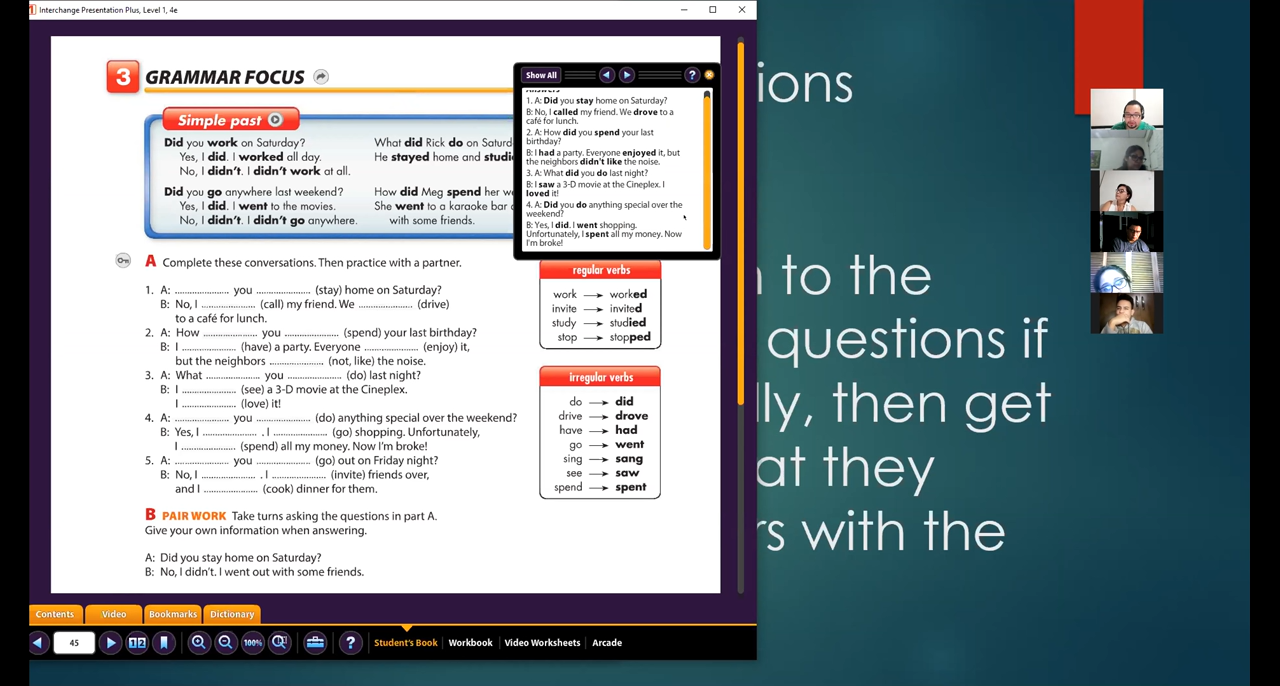 Interchange Presentation Plus, Level 1, 4e
3 GRAMMAR FOCUS
Simple past
Did you work on Saturday?
Yes, I did. I worked all day.
No, I didn't. I didn't work at all.
Did you go anywhere last weekend?
Yes, I did. I went to the movies.
No, I didn't. I didn't go anywhere.
What did Rick do on Saturd
He stayed home and studi
How did Meg spend her w
She went to a karaoke bar
with some friends.
Show All
?
Answers
1. A: Did you stay home on Saturday?
B: No, I called my friend. We drove to a
café for lunch.
2. A: How did you spend your last
birthday?
B: I had a party. Everyone enjoyed it, but
the neighbors didn't like the noise.
3. A: What did you do last night?
B: I saw a 3-D movie at the Cineplex. I
loved it!
4. A: Did you do anything special over the
weekend?
B: Yes, I did. I went shopping.
Unfortunately, I spent all my money. Now
I'm broke!
A Complete these conversations. Then practice with a partner.
1. A: ...................... you ...................... (stay) home on Saturday?
B: No, I ...................... (call) my friend. We ...................... (drive)
to a café for lunch.
2. A: How ...................... you ...................... (spend) your last birthday?
B: I ...................... (have) a party. Everyone ...................... (enjoy) it,
but the neighbors ...................... (not, like) the noise.
3. A: What ...................... you ...................... (do) last night?
B: I ...................... (see) a 3-D movie at the Cineplex.
I ...................... (love) it!
4. A: ...................... you ...................... (do) anything special over the weekend?
B: Yes, I ...................... . I ...................... (go) shopping. Unfortunately,
I ...................... (spend) all my money. Now I'm broke!
5. A: ...................... you ...................... (go) out on Friday night?
B: No, I ...................... . I ...................... (invite) friends over,
and I ...................... (cook) dinner for them.
regular verbs
work → worked
invite → invited
study → studied
stop → stopped
irregular verbs
do → did
drive → drove
have → had
go → went
sing → sang
see → saw
spend → spent
B PAIR WORK Take turns asking the questions in part A.
Give your own information when answering.
A: Did you stay home on Saturday?
B: No, I didn't. I went out with some friends.
Contents Video Bookmarks Dictionary
45 1 2 100% ? Student's Book Workbook Video Worksheets Arcade
ions
to the
questions if
lly, then get
at they
rs with the